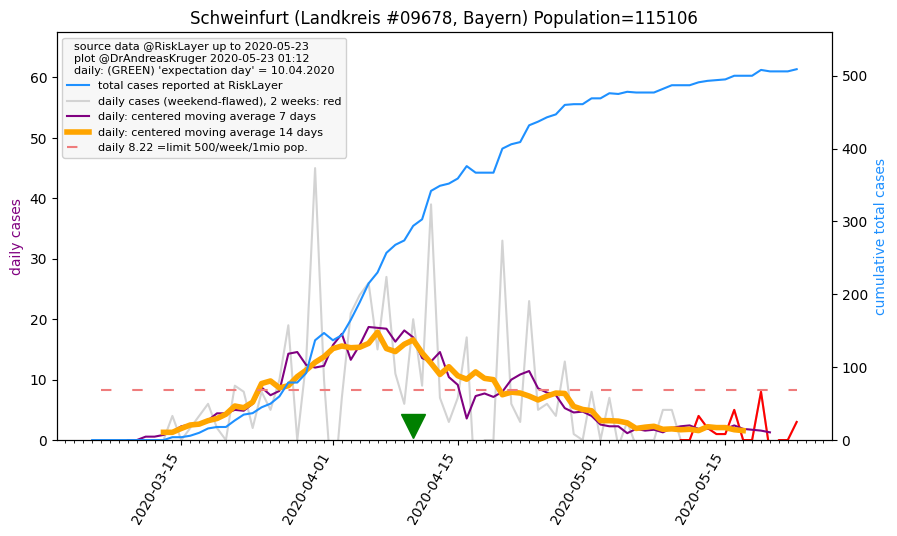 Schweinfurt (Landkreis #09678, Bayern) Population=115106
source data @RiskLayer up to 2020-05-23
plot @DrAndreasKruger 2020-05-23 01:12
daily: (GREEN) 'expectation day' = 10.04.2020
total cases reported at RiskLayer
daily cases (weekend-flawed), 2 weeks: red
daily: centered moving average 7 days
daily: centered moving average 14 days
daily 8.22 =limit 500/week/1mio pop.
daily cases
0
10
20
30
40
50
60
cumulative total cases
0
100
200
300
400
500
2020-03-15
2020-04-01
2020-04-15
2020-05-01
2020-05-15